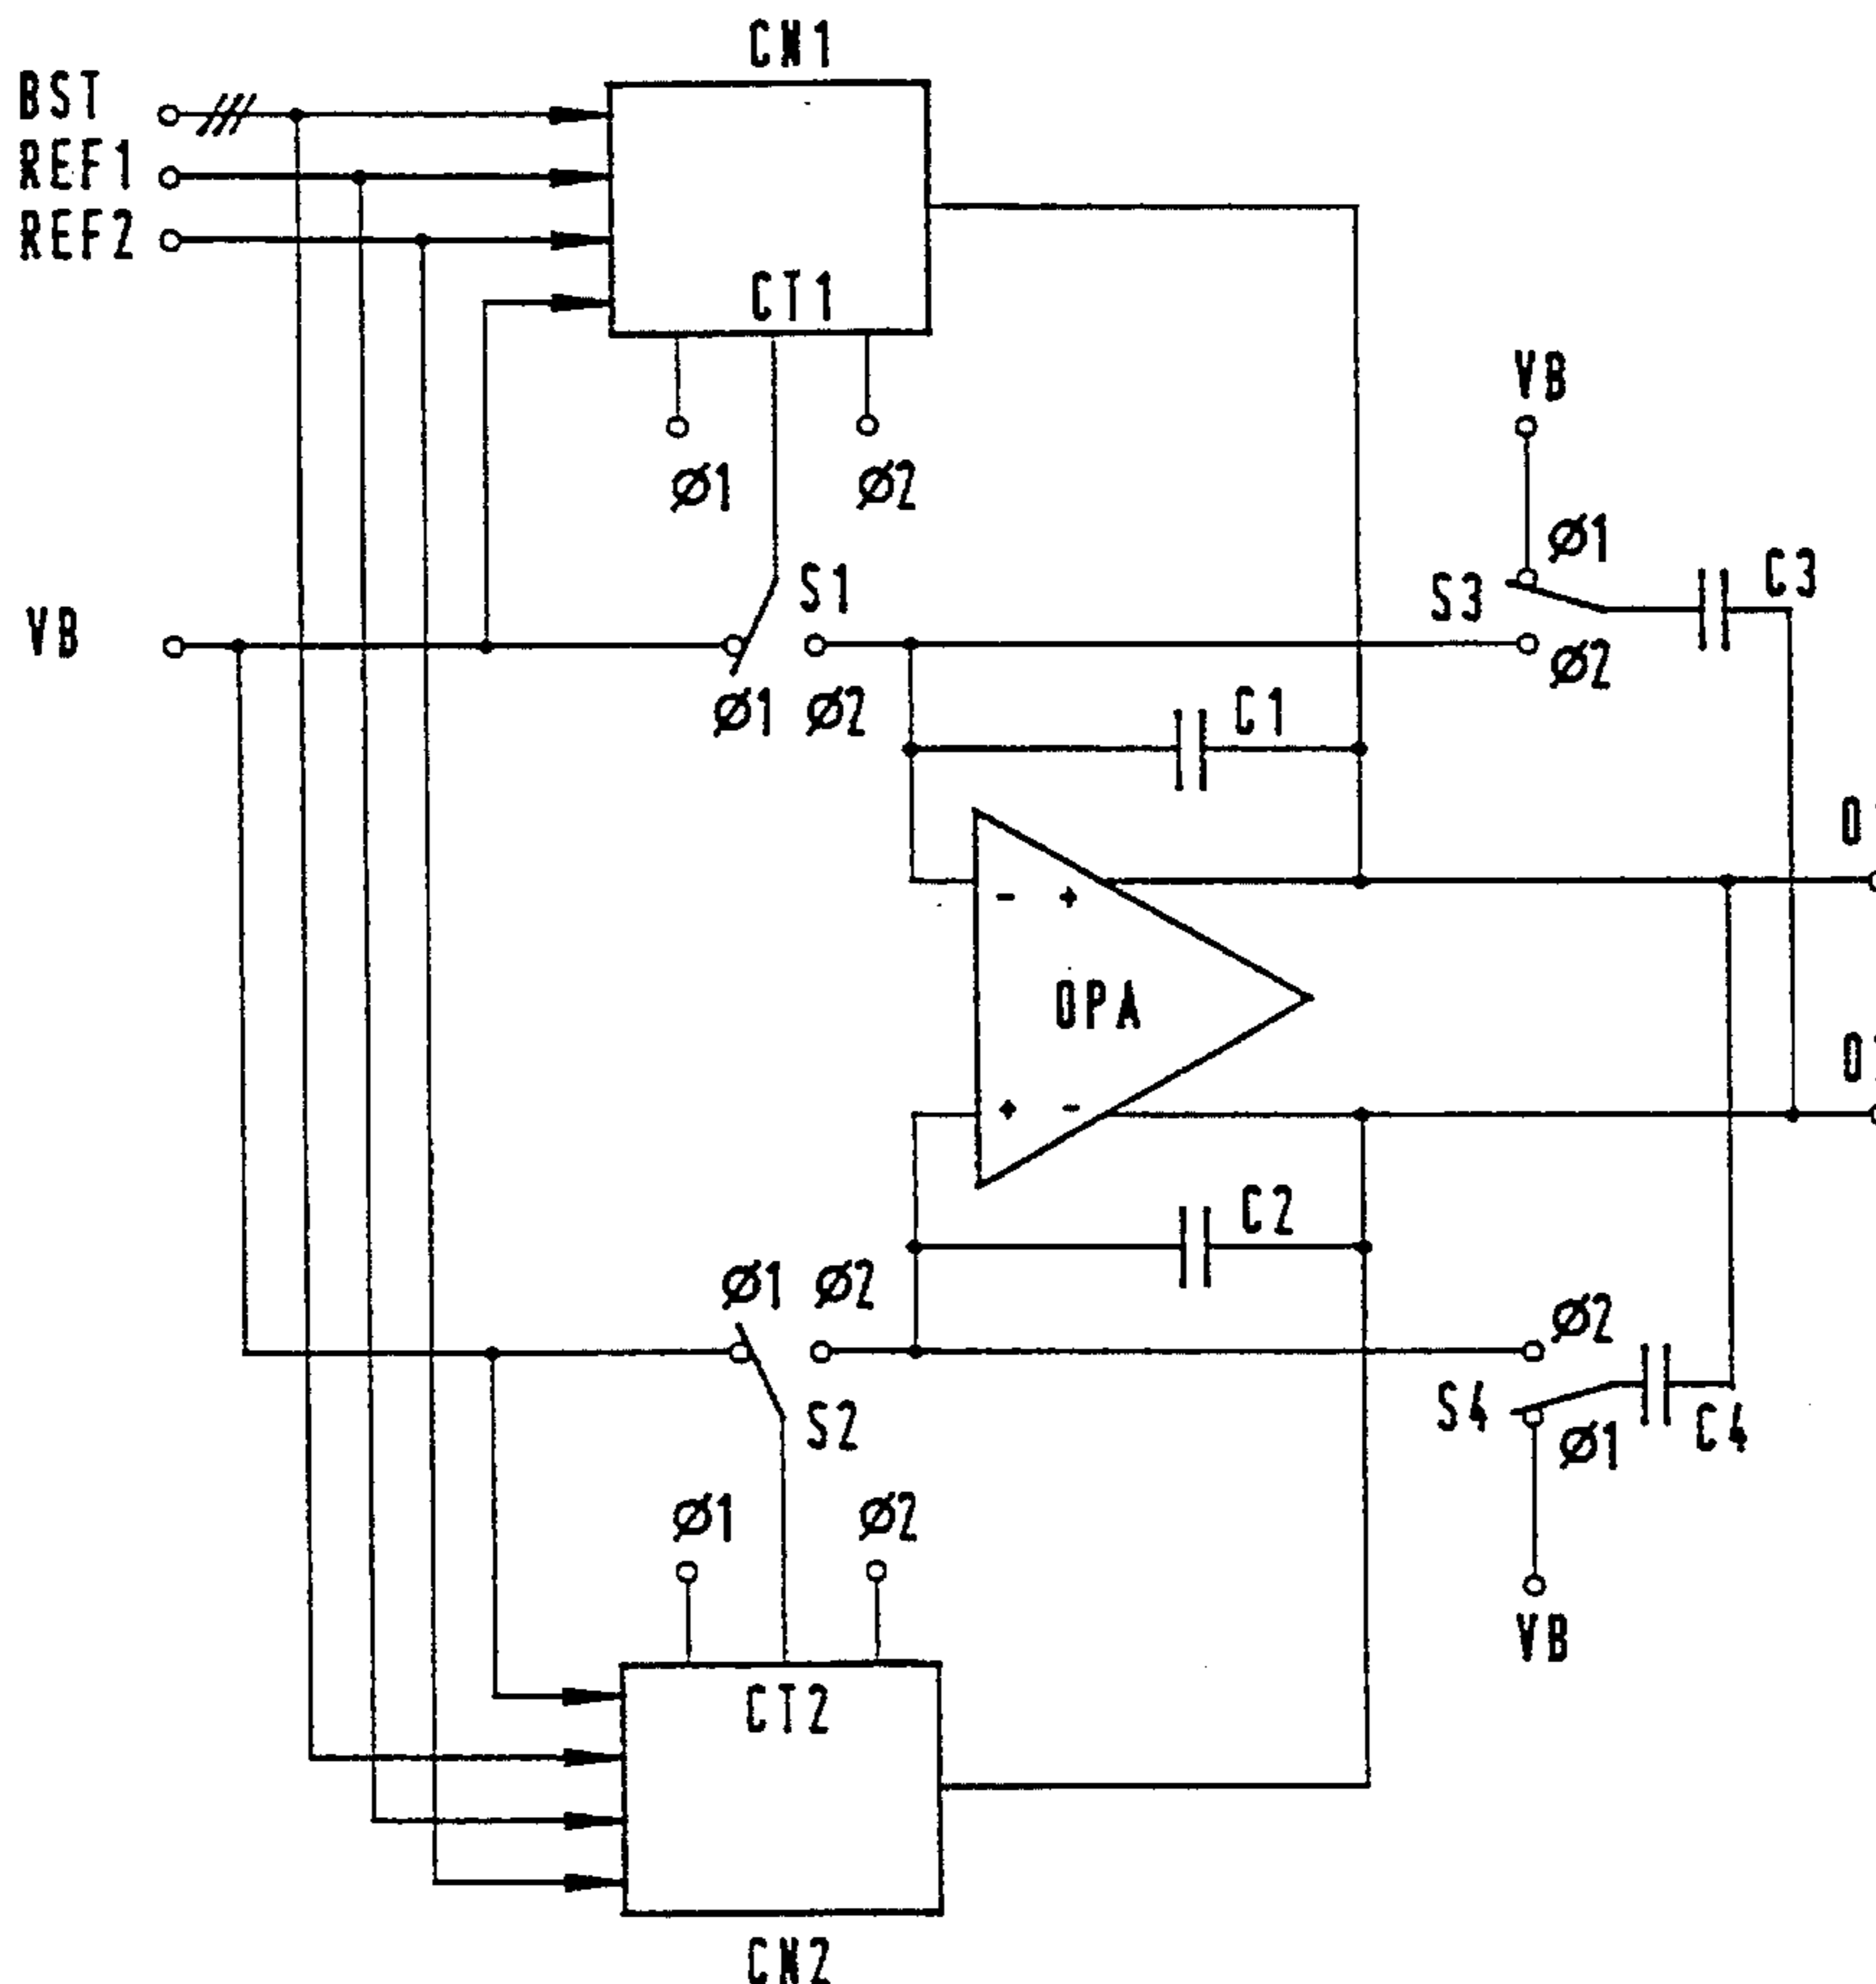 CN1
BST
REF1
REF2
CT1
VB
ø1
ø2
ø1
S1
C3
S3
VB
ø2
C1
ø1 ø2
- +
OPA
+ -
C2
ø1 ø2
ø2
S4
S2
C4
ø1
ø1
ø2
VB
CT2
CN2